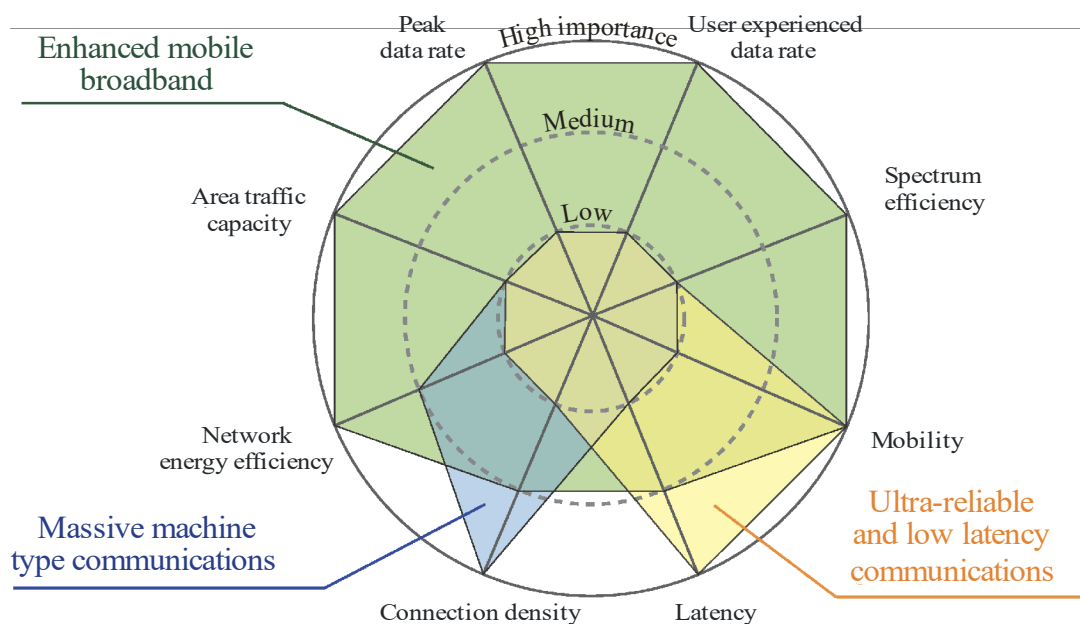 Peak
data rate
High importance
User experienced
data rate
Enhanced mobile
broadband
Medium
Area traffic
capacity
Low
Spectrum
efficiency
Network
energy efficiency
Mobility
Massive machine
type communications
Ultra-reliable
and low latency
communications
Connection density
Latency